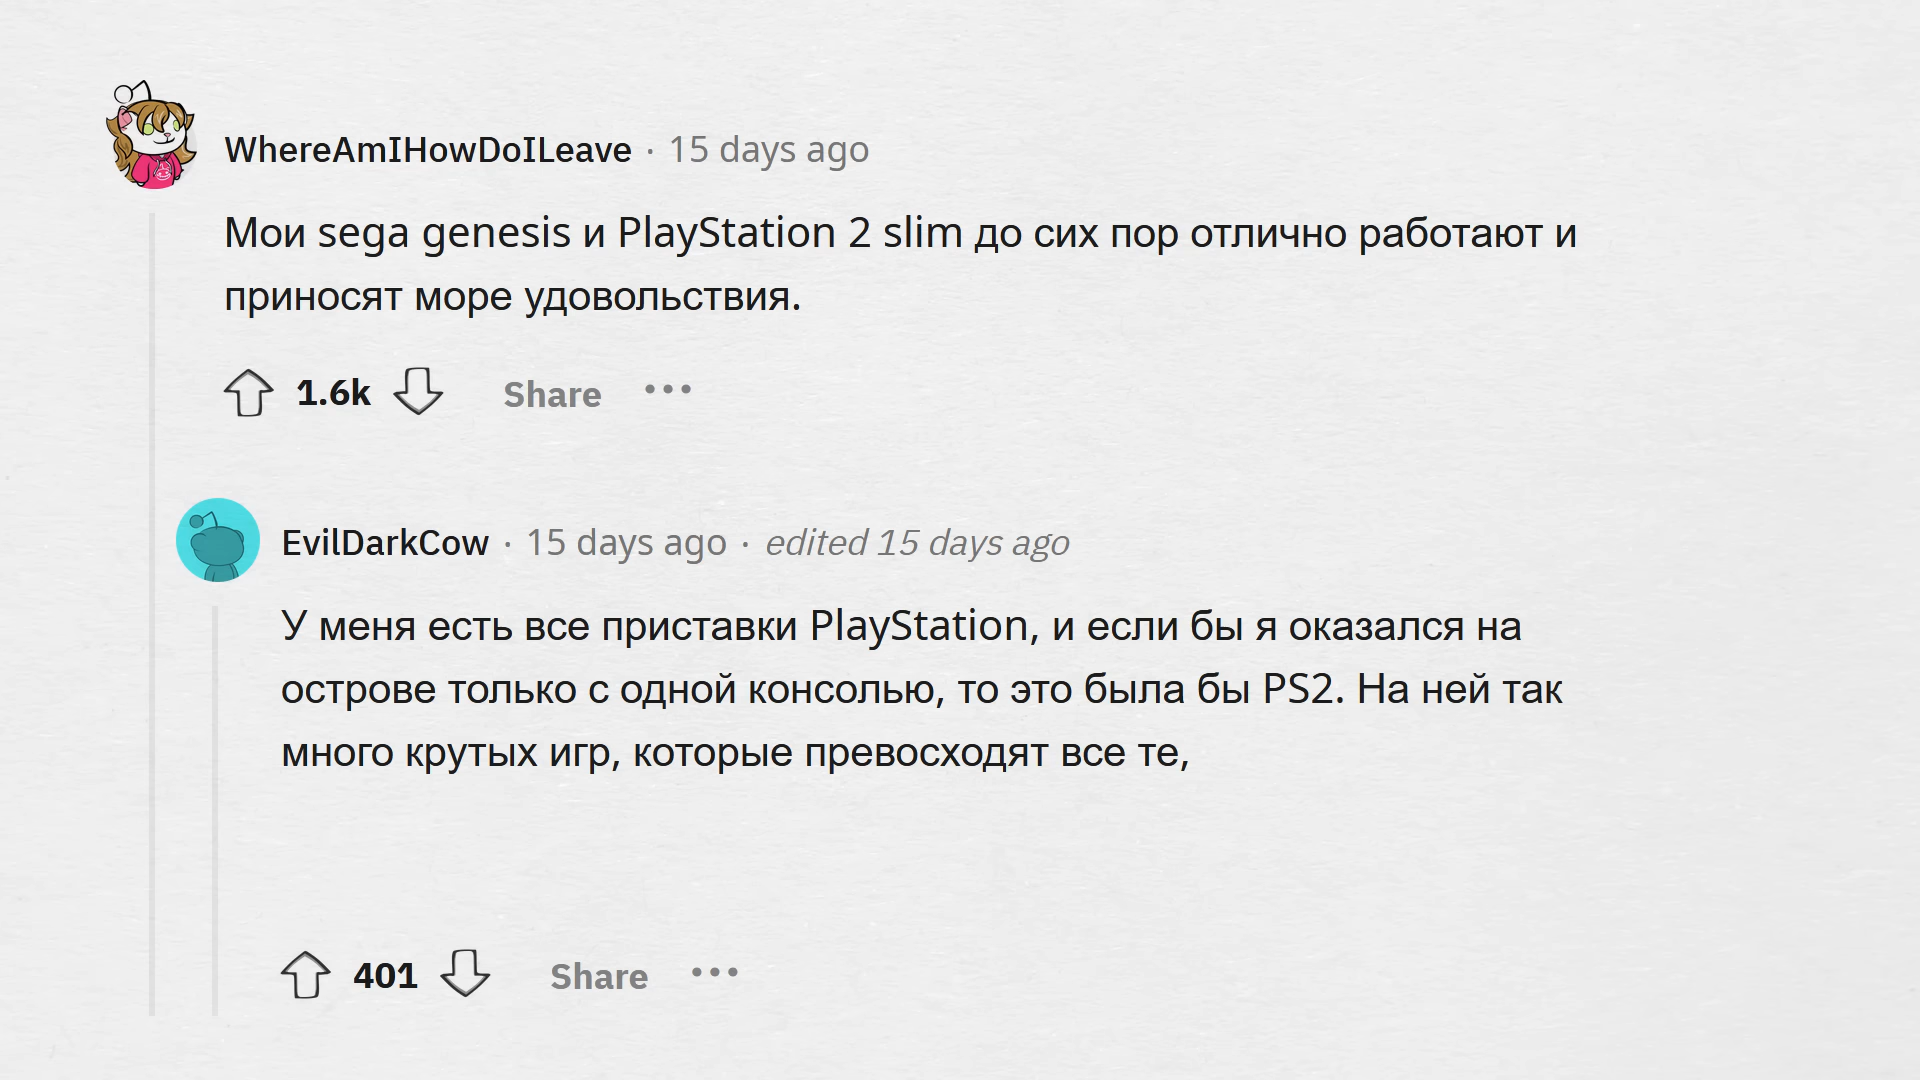 WhereAmIHowDoILeave · 15 days ago
Мои sega genesis и PlayStation 2 slim до сих пор отлично работают и
приносят море удовольствия.
1.6k Share •••
EvilDarkCow · 15 days ago · edited 15 days ago
У меня есть все приставки PlayStation, и если бы я оказался на
острове только с одной консолью, то это была бы PS2. На ней так
много крутых игр, которые превосходят все те,
401 Share •••